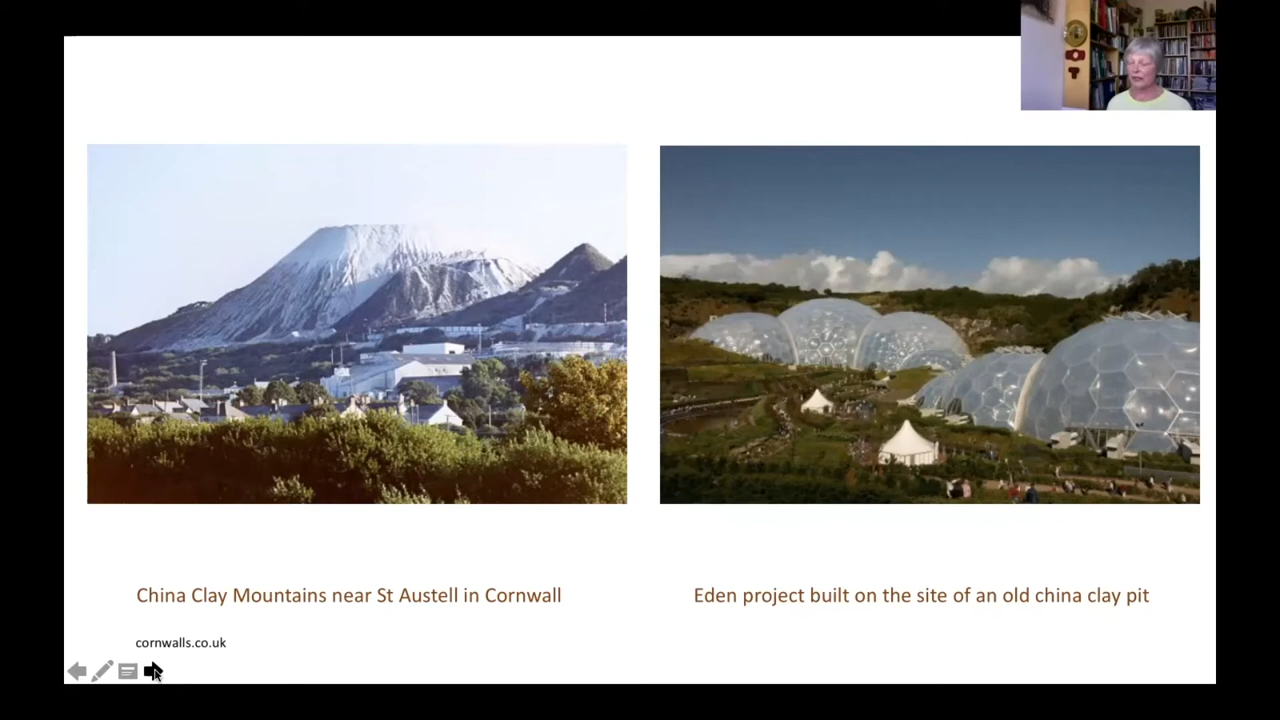 China Clay Mountains near St Austell in Cornwall
Eden project built on the site of an old china clay pit
cornwalls.co.uk